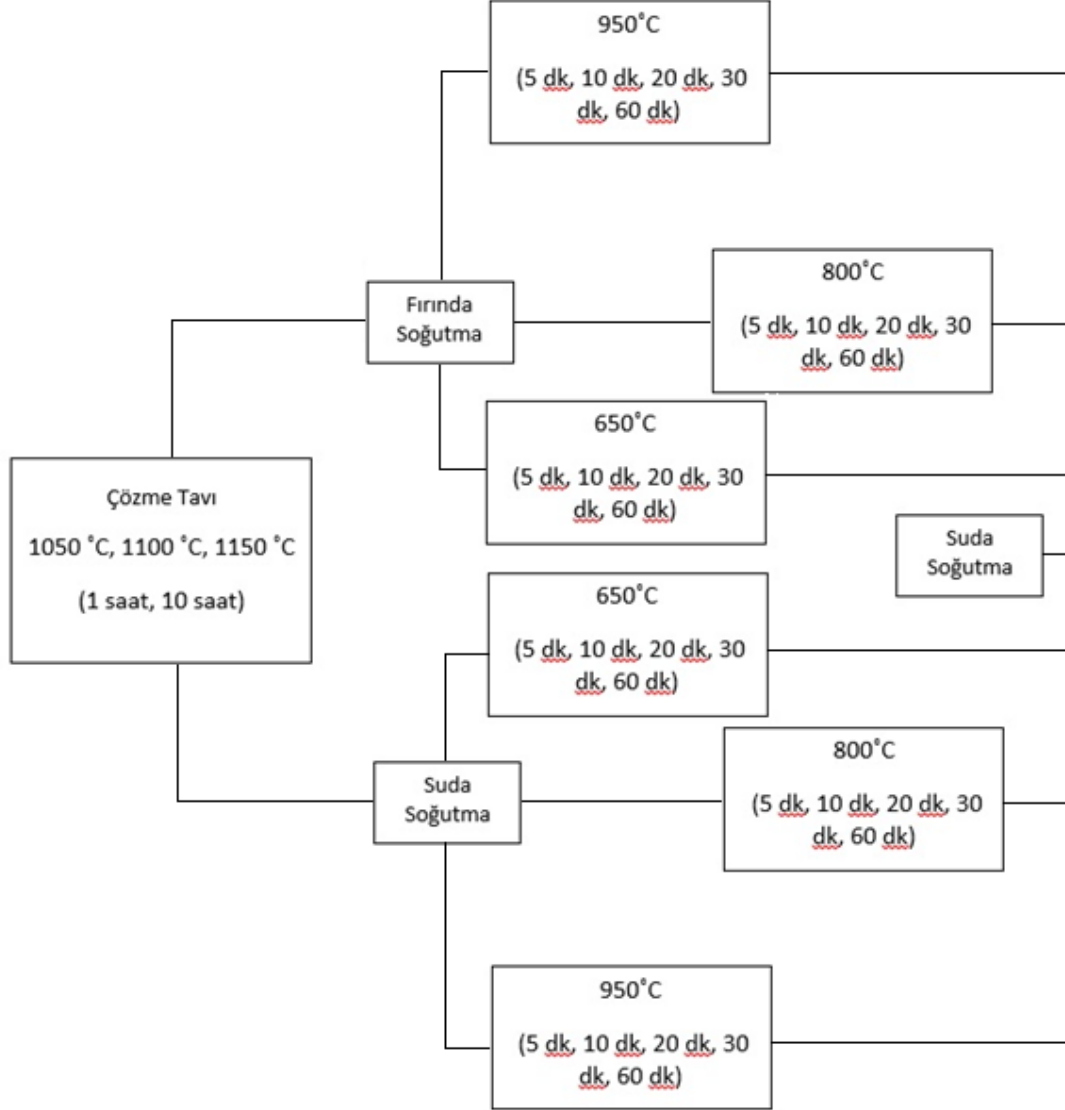 950°C
(5 dk, 10 dk, 20 dk, 30
dk, 60 dk)
800°C
(5 dk, 10 dk, 20 dk, 30
dk, 60 dk)
Fırında
Soğutma
650°C
(5 dk, 10 dk, 20 dk, 30
dk, 60 dk)
Çözme Tavı
1050 °C, 1100 °C, 1150 °C
(1 saat, 10 saat)
Suda
Soğutma
650°C
(5 dk, 10 dk, 20 dk, 30
dk, 60 dk)
800°C
(5 dk, 10 dk, 20 dk, 30
dk, 60 dk)
Suda
Soğutma
950°C
(5 dk, 10 dk, 20 dk, 30
dk, 60 dk)